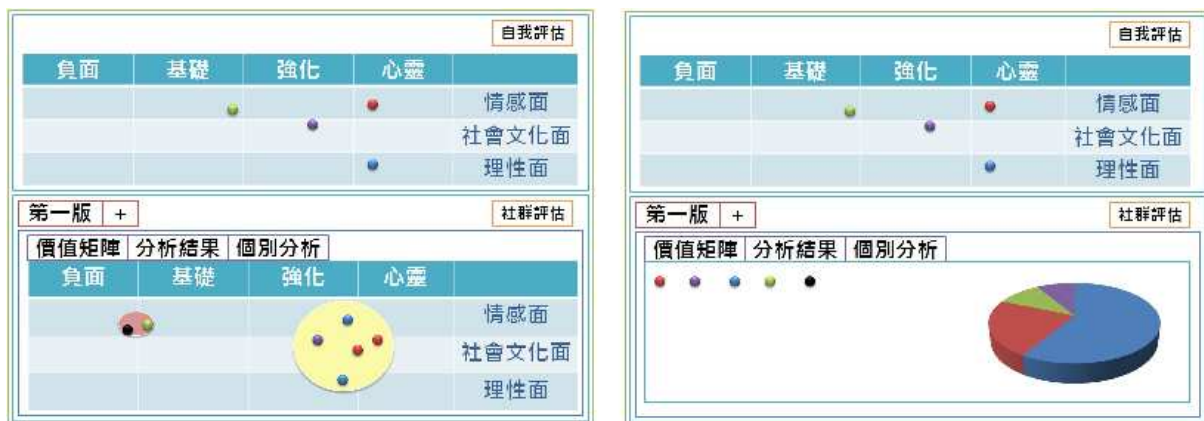 自我評估
負面 基礎 強化 心靈
情感面
社會文化面
理性面
第一版 + 社群評估
價值矩陣 分析結果 個別分析
負面 基礎 強化 心靈
情感面
社會文化面
理性面
自我評估
負面 基礎 強化 心靈
情感面
社會文化面
理性面
第一版 + 社群評估
價值矩陣 分析結果 個別分析